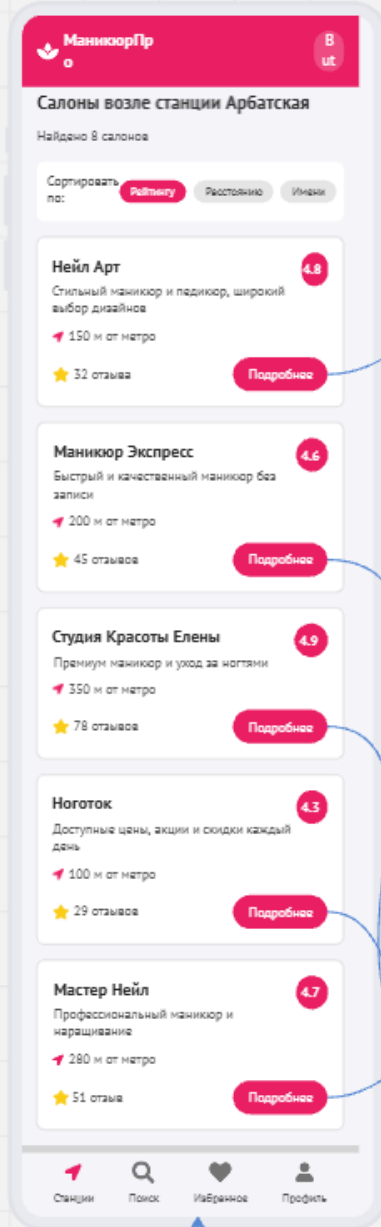 МаникюрПр
о
B
ut
Салоны возле станции Арбатская
Найдено 8 салонов
Сортировать
по:
Рейтингу
Расстоянию
Имени
Нейл Арт
4.8
Стильный маникюр и педикюр, широкий
выбор дизайнов
150 м от метро
32 отзыва
Подробнее
Маникюр Экспресс
4.6
Быстрый и качественный маникюр без
записи
200 м от метро
45 отзывов
Подробнее
Студия Красоты Елены
4.9
Премиум маникюр и уход за ногтями
350 м от метро
78 отзывов
Подробнее
Ноготок
4.3
Доступные цены, акции и скидки каждый
день
100 м от метро
29 отзывов
Подробнее
Мастер Нейл
4.7
Профессиональный маникюр и
наращивание
280 м от метро
51 отзыв
Подробнее
Станции
Поиск
Избранное
Профиль